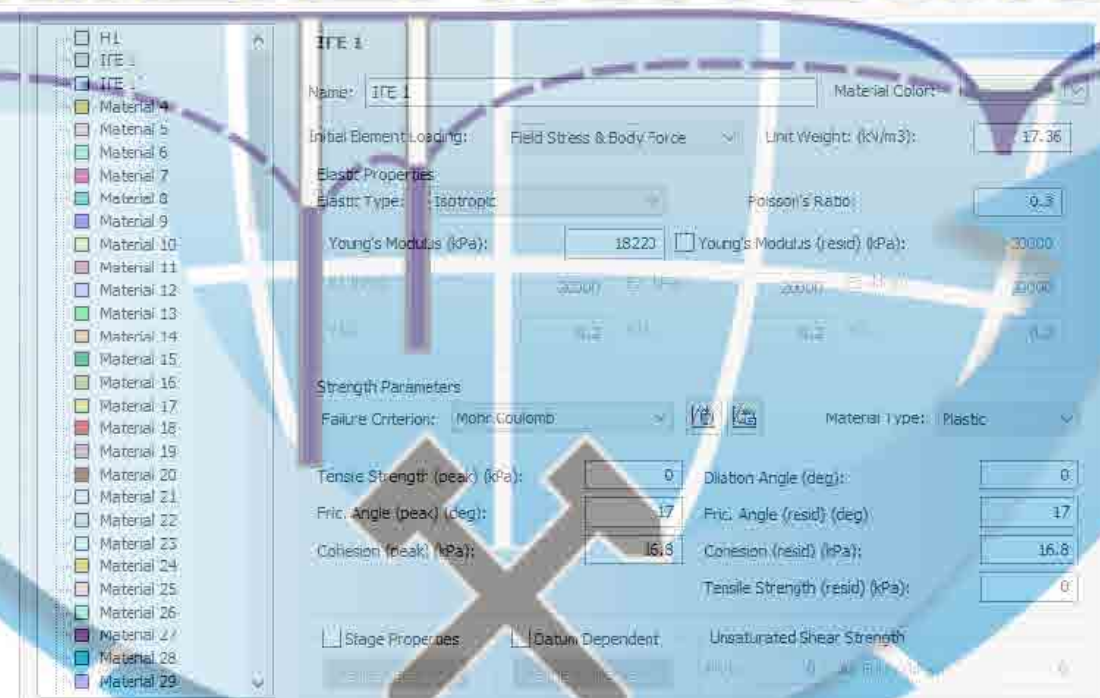 H1
Material 4
Material 5
Material 6
Material 7
Material 8
Material 9
Material 10
Material 11
Material 12
Material 13
Material 14
Material 15
Material 16
Material 17
Material 18
Material 19
Material 20
Material 21
Material 22
Material 23
Material 24
Material 25
Material 26
Material 27
Material 28
Material 29
Name:
Material Color:
Initial Element Loading: Field Stress & Body Force Unit Weight: (kN/m3): 17.36
Elastic Properties
Elastic Type: Isotropic Poisson's Ratio: 0.3
Young's Modulus (kPa): Young's Modulus (resid) (kPa): 20000
20000 20000 20000
Strength Parameters
Failure Criterion: Mohr Coulomb Material Type: Plastic
Tensile Strength (peak) (kPa): 0 Dilation Angle (deg): 0
Fric. Angle (peak) (deg): 17 Fric. Angle (resid) (deg) 17
Cohesion (peak) (kPa): 16.8 Cohesion (resid) (kPa): 16.8
Tensile Strength (resid) (kPa): 0
Stage Properties Datum Dependent Unsaturated Shear Strength
0 0